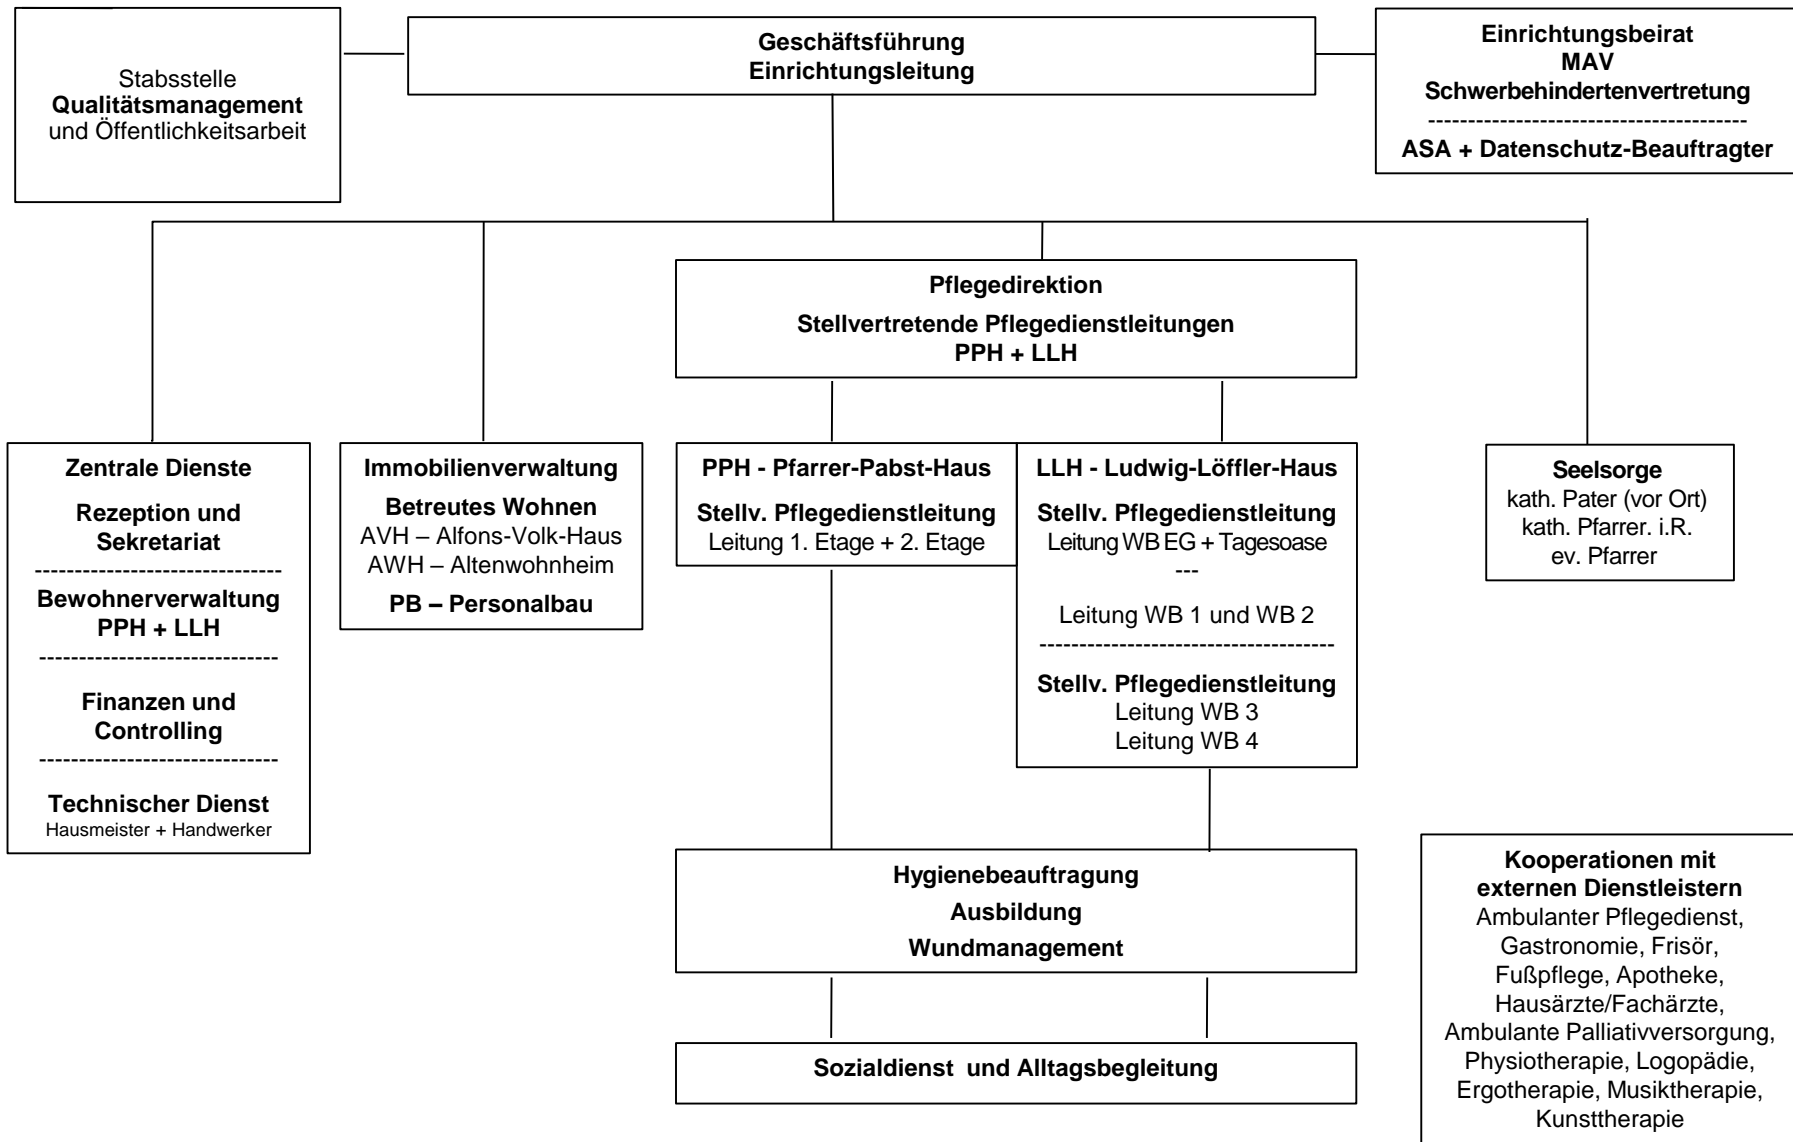 Stabsstelle
Qualitätsmanagement
und Öffentlichkeitsarbeit
Geschäftsführung
Einrichtungsleitung
Einrichtungsbeirat
MAV
Schwerbehindertenvertretung
---------------------------------------
ASA + Datenschutz-Beauftragter
Pflegedirektion
Stellvertretende Pflegedienstleitungen
PPH + LLH
Zentrale Dienste
Rezeption und
Sekretariat
-------------------------------
Bewohnerverwaltung
PPH + LLH
------------------------------
Finanzen und
Controlling
------------------------------
Technischer Dienst
Hausmeister + Handwerker
Immobilienverwaltung
Betreutes Wohnen
AVH – Alfons-Volk-Haus
AWH – Altenwohnheim
PB – Personalbau
PPH - Pfarrer-Pabst-Haus
Stellv. Pflegedienstleitung
Leitung 1. Etage + 2. Etage
LLH - Ludwig-Löffler-Haus
Stellv. Pflegedienstleitung
Leitung WB EG + Tagesoase
---
Leitung WB 1 und WB 2
-------------------------------------
Stellv. Pflegedienstleitung
Leitung WB 3
Leitung WB 4
Seelsorge
kath. Pater (vor Ort)
kath. Pfarrer. i.R.
ev. Pfarrer
Hygienebeauftragung
Ausbildung
Wundmanagement
Sozialdienst und Alltagsbegleitung
Kooperationen mit
externen Dienstleistern
Ambulanter Pflegedienst,
Gastronomie, Frisör,
Fußpflege, Apotheke,
Hausärzte/Fachärzte,
Ambulante Palliativversorgung,
Physiotherapie, Logopädie,
Ergotherapie, Musiktherapie,
Kunsttherapie